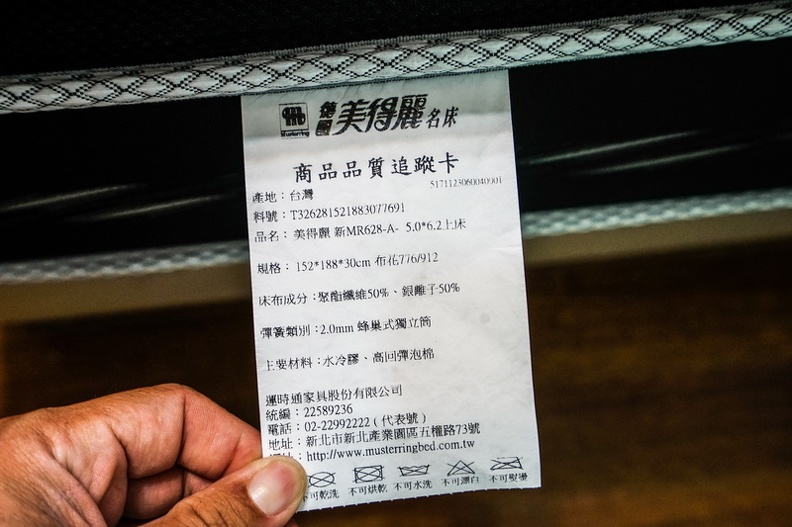 Musterring
德國 美得麗 名床
商品品質追蹤卡
5171123060040901
產地：台灣
料號：T326281521883077691
品名： 美得麗 新MR628-A- 5.0*6.2上床
規格： 152*188*30cm 布花776/912
床布成分：聚酯纖維50%、銀離子50%
彈簧類別：2.0mm 蜂巢式獨立筒
主要材料：水冷膠、高回彈泡棉
運時通家具股份有限公司
統編：22589236
電話：02-22992222 ( 代表號 )
地址：新北市新北產業園區五權路73號
網址：http://www.musterringbed.com.tw
不可乾洗 不可烘乾 不可水洗 不可漂白 不可熨燙